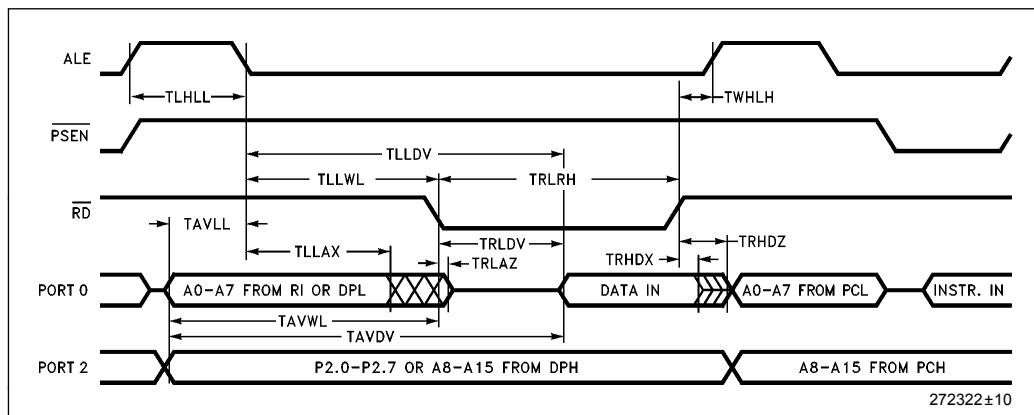 ALE
TLHLL
TWHLH
PSEN
TLLDV
TLLWL
TRLRH
RD
TAVLL
TLLAX
TRLDV
TRLAZ
TRHDX
TRHDZ
PORT 0
A0-A7 FROM RI OR DPL
DATA IN
A0-A7 FROM PCL
INSTR. IN
TAVWL
TAVDV
PORT 2
P2.0-P2.7 OR A8-A15 FROM DPH
A8-A15 FROM PCH
272322±10